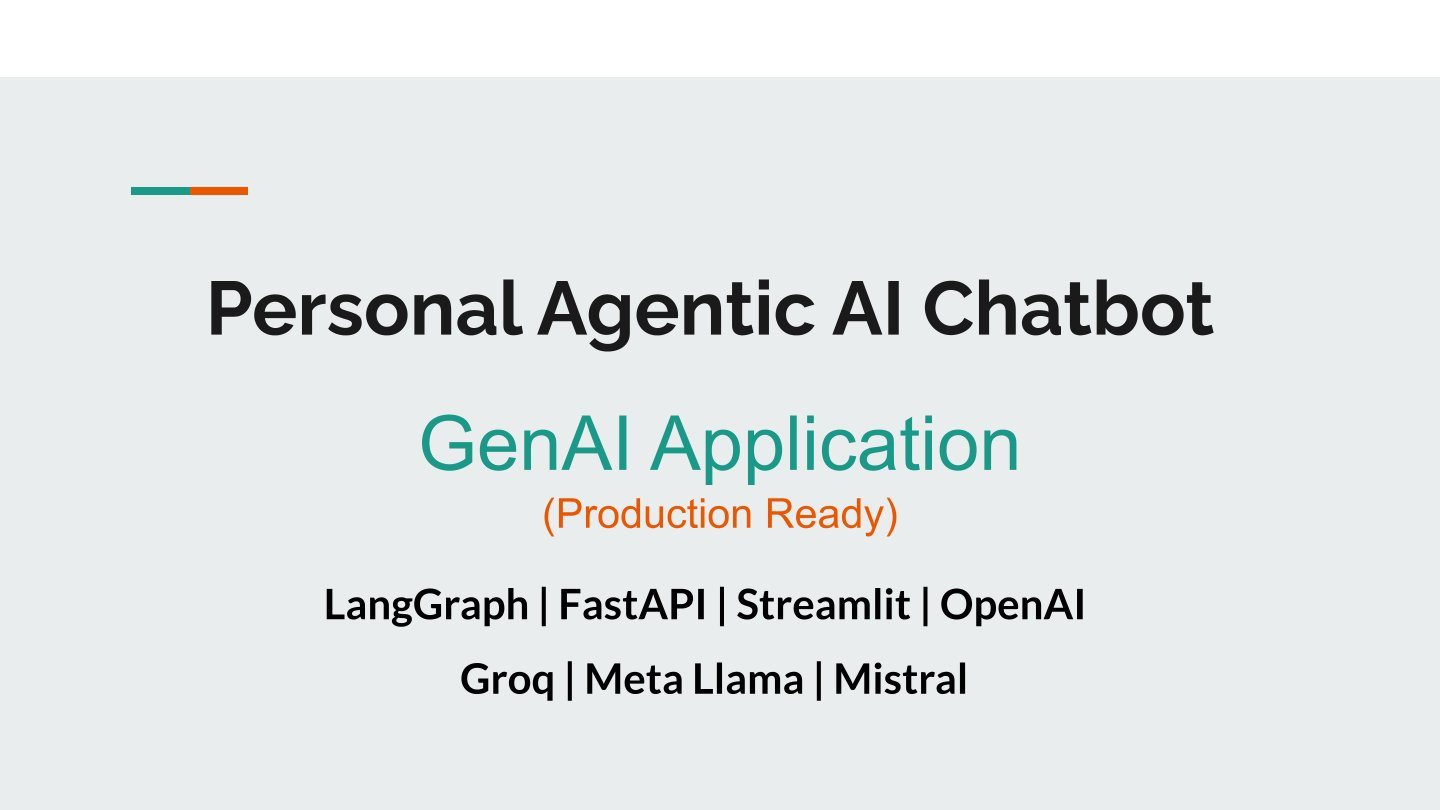 Personal Agentic AI Chatbot
GenAI Application
(Production Ready)
LangGraph | FastAPI | Streamlit | OpenAI
Groq | Meta Llama | Mistral